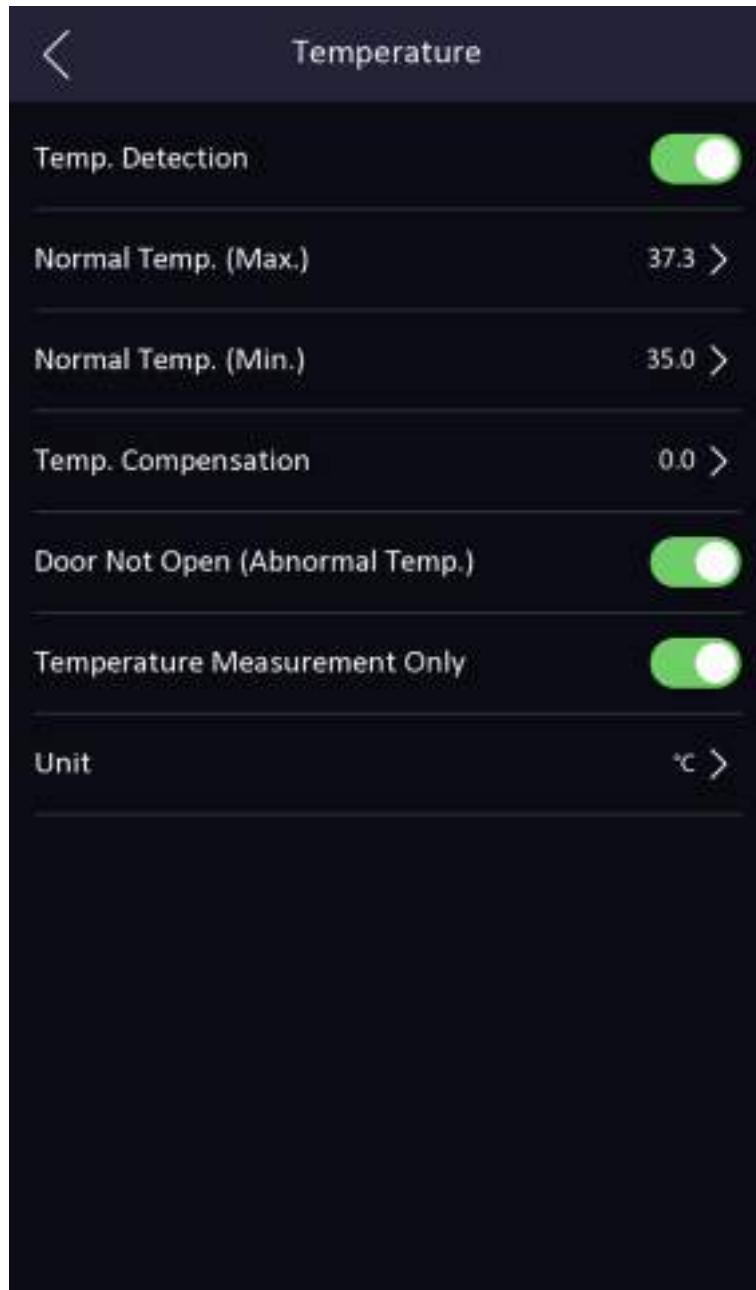 Temperature
Temp. Detection
Normal Temp. (Max.) 37.3
Normal Temp. (Min.) 35.0
Temp. Compensation 0.0
Door Not Open (Abnormal Temp.)
Temperature Measurement Only
Unit °C